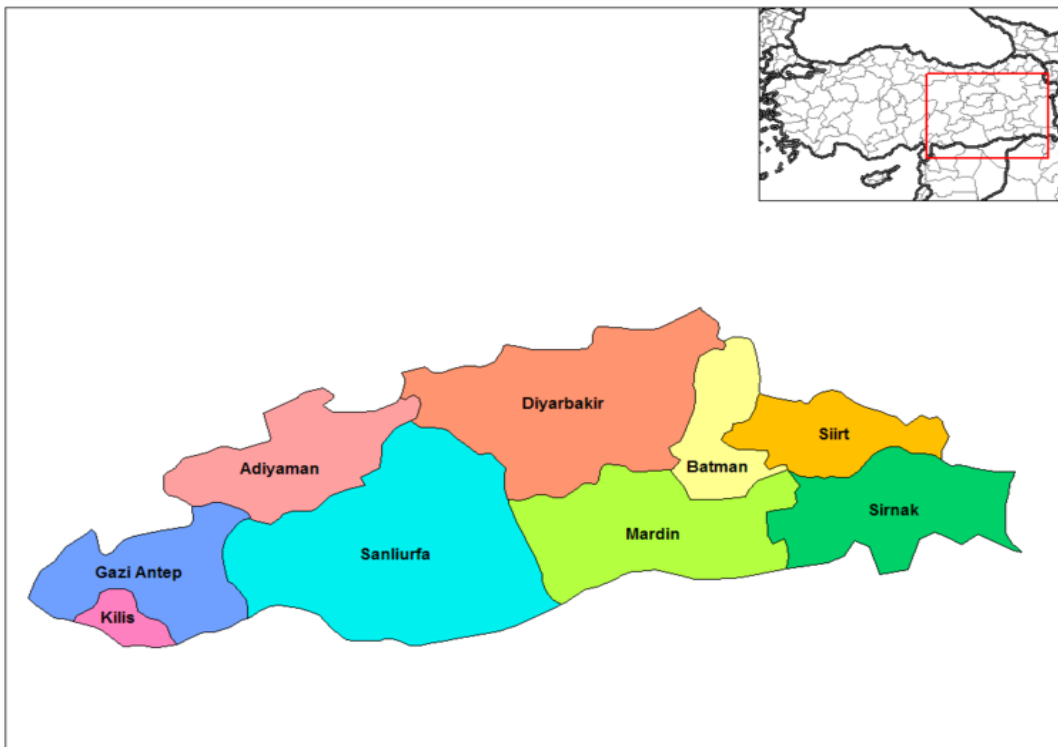 Diyarbakir
Siirt
Adiyaman
Batman
Sirnak
Mardin
Sanliurfa
Gazi Antep
Kilis